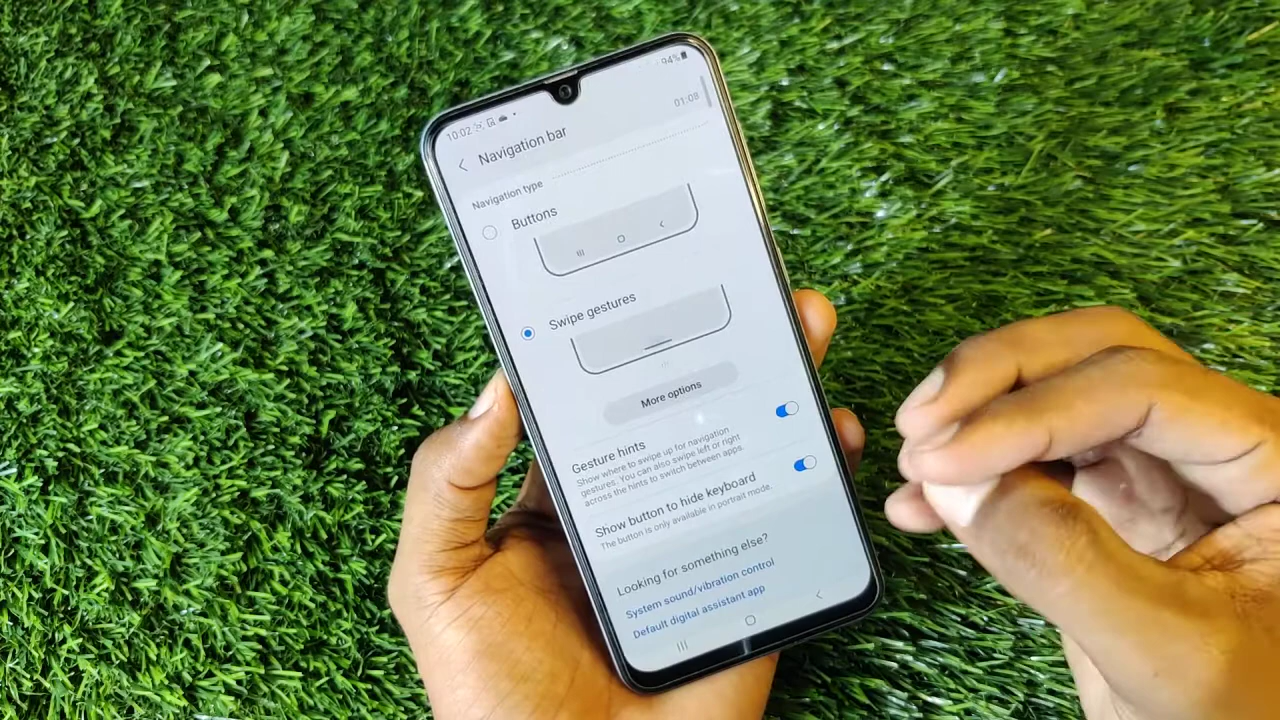 10:02
94%
01:08
Navigation bar
Navigation type
Buttons
Swipe gestures
More options
Gesture hints
Show where to swipe up for navigation
gestures. You can also swipe left or right
across the hints to switch between apps.
Show button to hide keyboard
The button is only available in portrait mode.
Looking for something else?
System sound/vibration control
Default digital assistant app